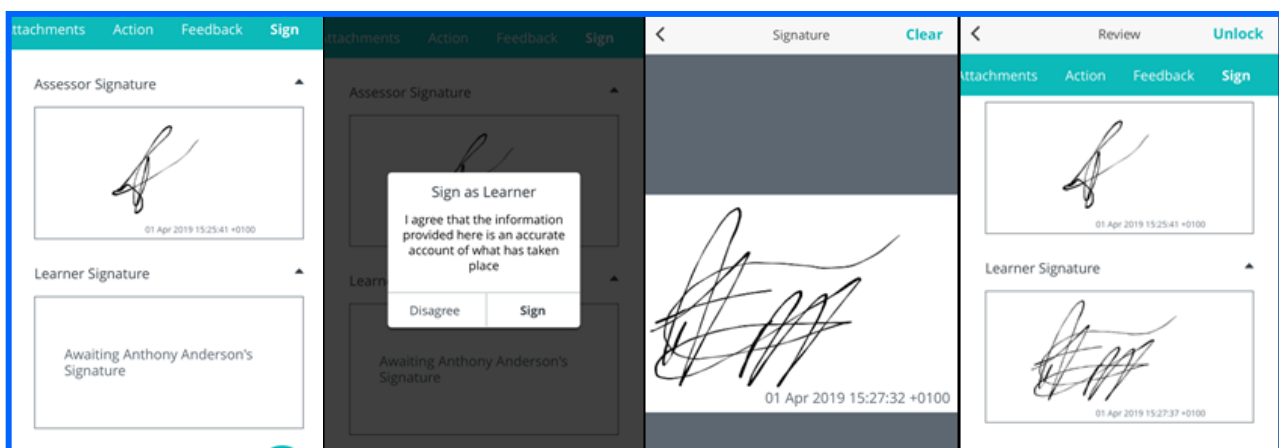 ttachments Action Feedback Sign
Assessor Signature
01 Apr 2019 15:25:41 +0100
Learner Signature
Awaiting Anthony Anderson's
Signature
ttachments Action Feedback Sign
Assessor Signature
Sign as Learner
I agree that the information
provided here is an accurate
account of what has taken
place
Disagree Sign
Learn
Awaiting Anthony Anderson's
Signature
Signature Clear
01 Apr 2019 15:27:32 +0100
Review Unlock
Attachments Action Feedback Sign
01 Apr 2019 15:25:41 +0100
Learner Signature
01 Apr 2019 15:27:37 +0100